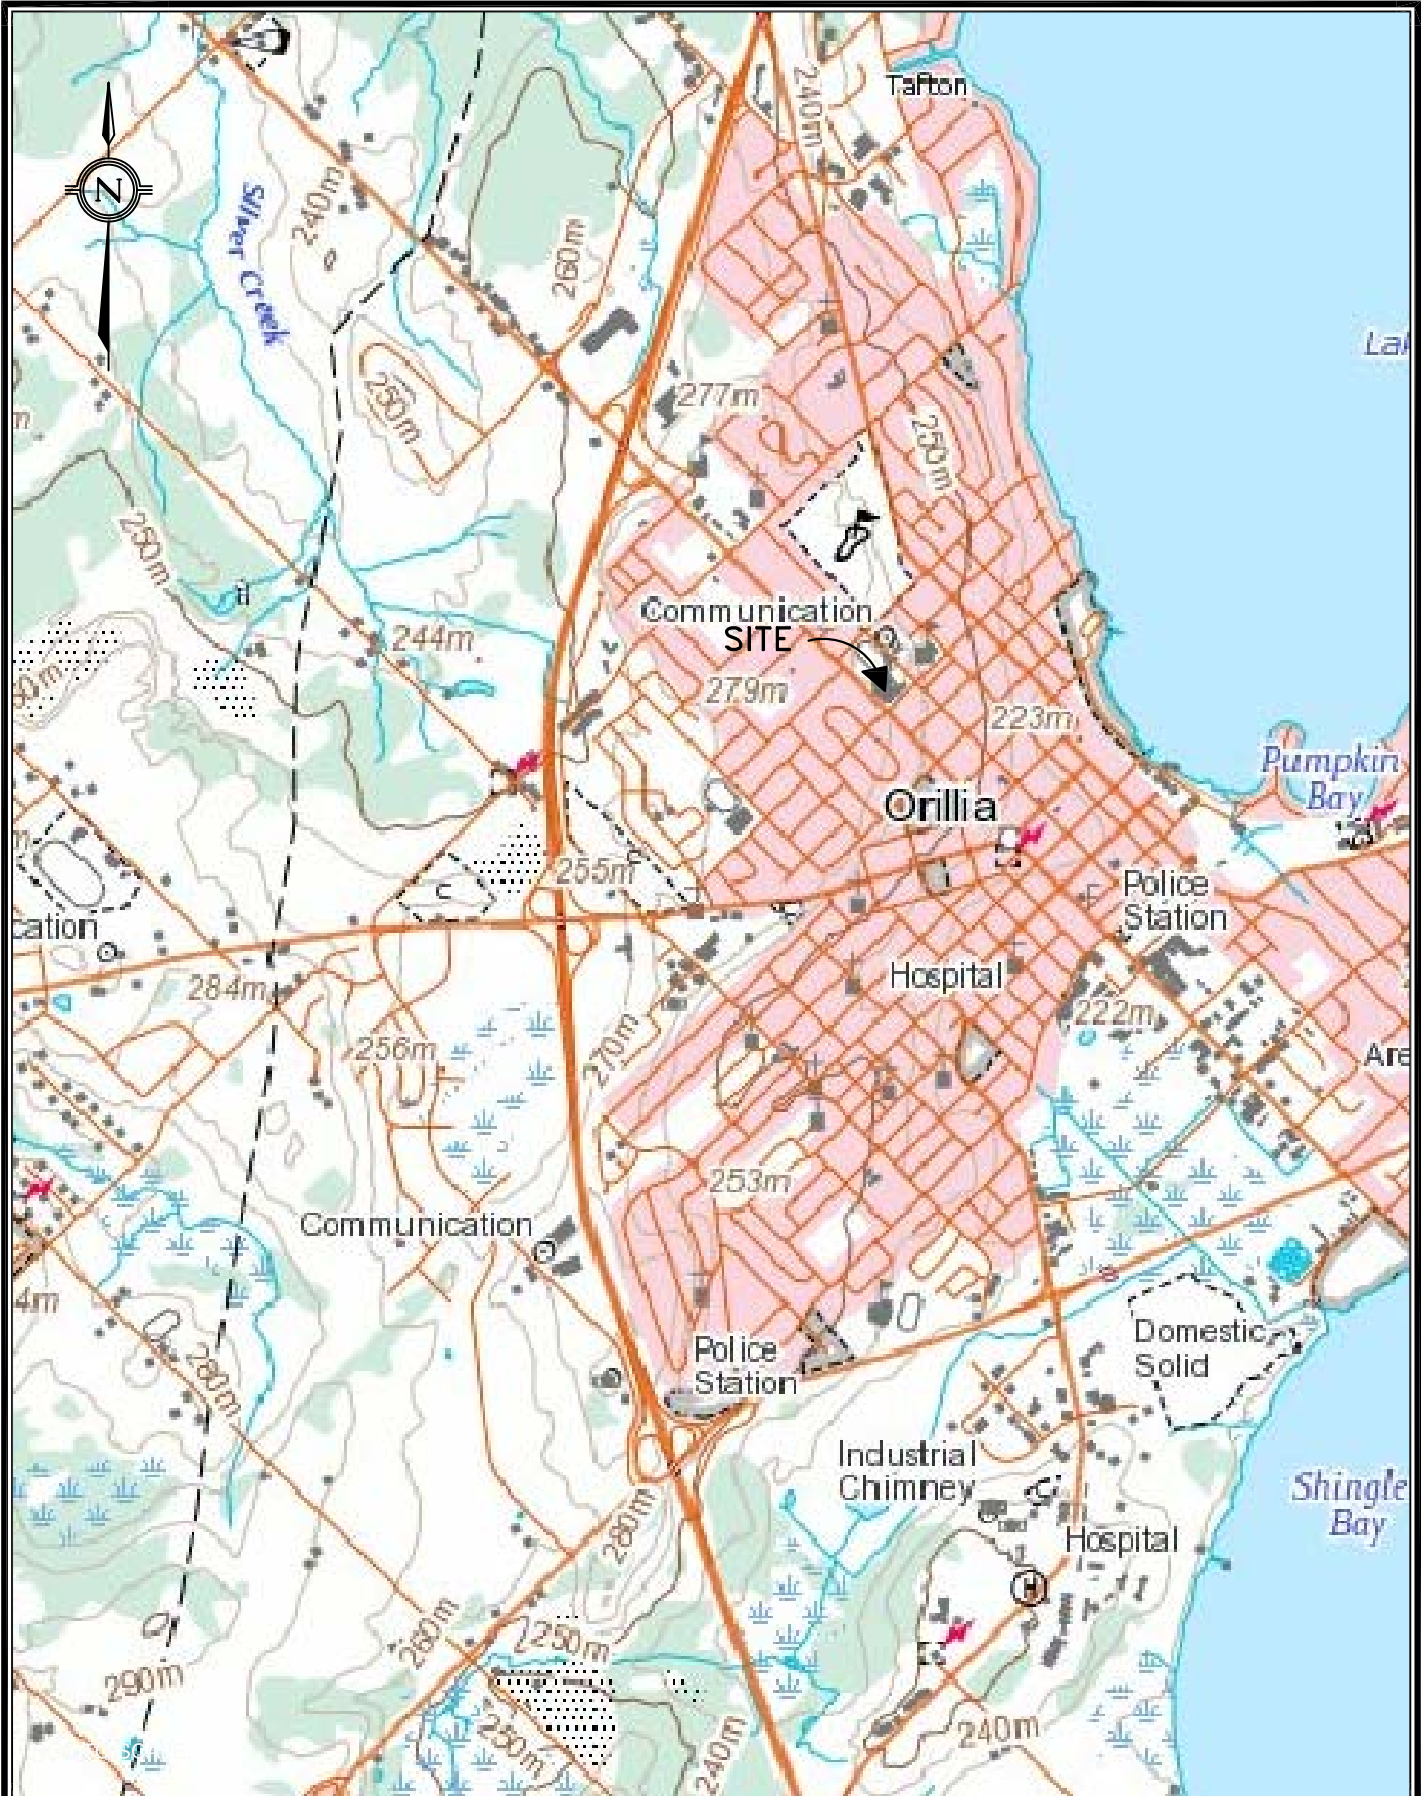 Tafton
240m
N
Silver Creek
240m
260m
Lak
250m
277m
250m
250m
Communication
SITE
244m
279m
223m
Pumpkin
Bay
Orillia
255m
C
Police
Station
cation
Hospital
284m
222m
270m
256m
Are
253m
Communication
4m
Domestic
Solid
280m
Police
Station
Industrial
Chimney
Shingle
Bay
280m
Hospital
H
260m
250m
290m
250m
240m
240m